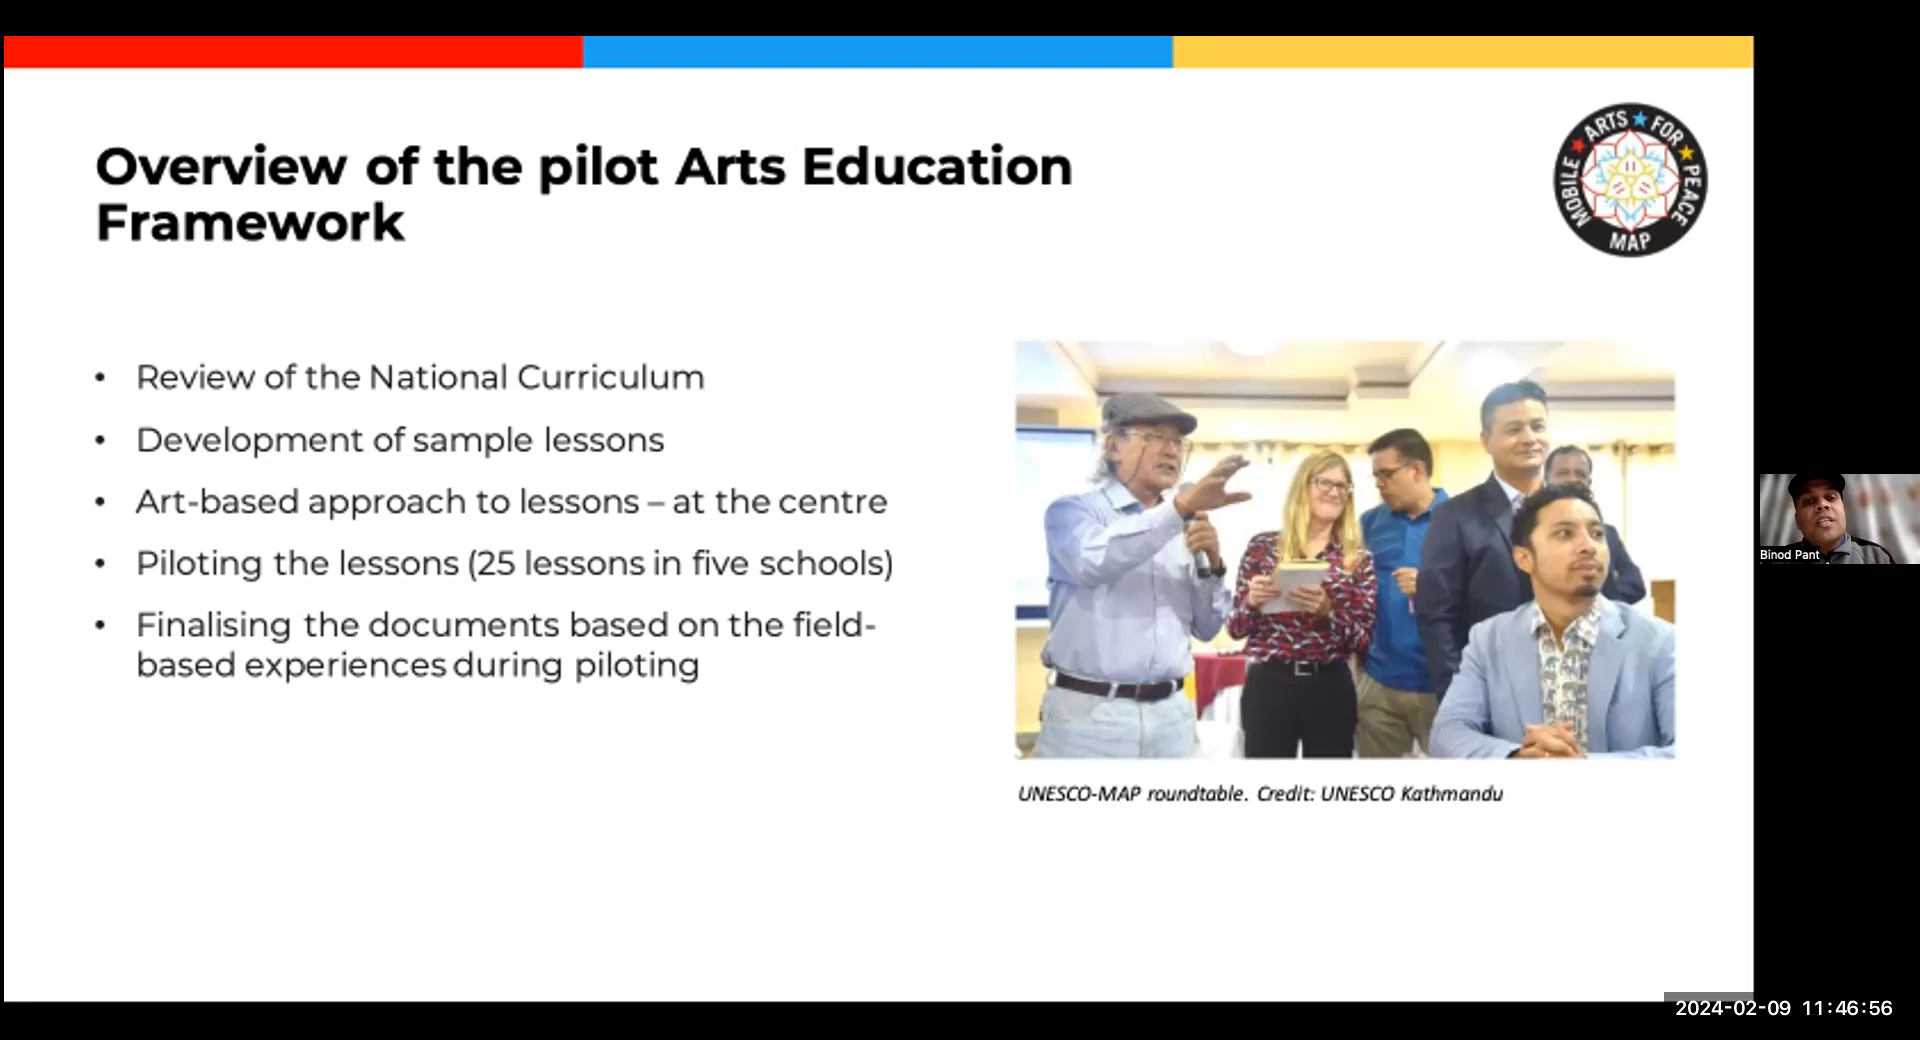 Overview of the pilot Arts Education
Framework
MOBILE ★ ARTS ★ FOR ★ PEACE
MAP
• Review of the National Curriculum
• Development of sample lessons
• Art-based approach to lessons – at the centre
• Piloting the lessons (25 lessons in five schools)
• Finalising the documents based on the field-
based experiences during piloting
UNESCO-MAP roundtable. Credit: UNESCO Kathmandu
Binod Pant
2024-02-09 11:46:56